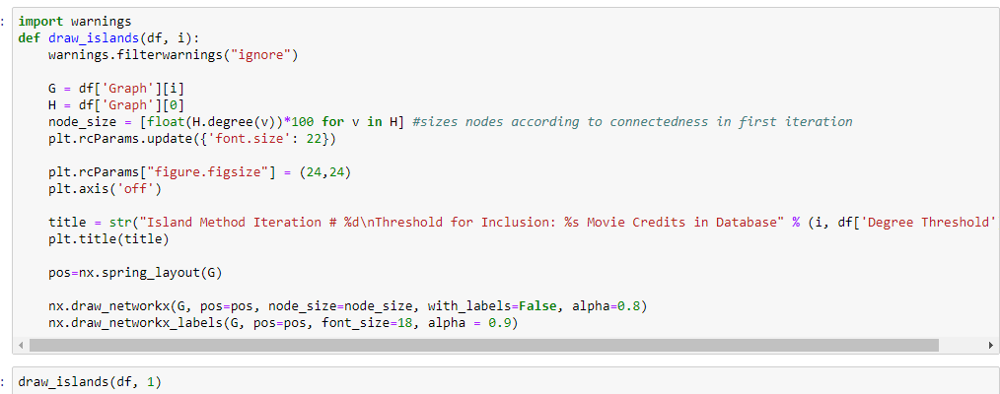 :
import warnings
def draw_islands(df, i):
    warnings.filterwarnings("ignore")

    G = df['Graph'][i]
    H = df['Graph'][0]
    node_size = [float(H.degree(v))*100 for v in H] #sizes nodes according to connectedness in first iteration
    plt.rcParams.update({'font.size': 22})

    plt.rcParams["figure.figsize"] = (24,24)
    plt.axis('off')

    title = str("Island Method Iteration # %d\nThreshold for Inclusion: %s Movie Credits in Database" % (i, df['Degree Threshold'
    plt.title(title)

    pos=nx.spring_layout(G)

    nx.draw_networkx(G, pos=pos, node_size=node_size, with_labels=False, alpha=0.8)
    nx.draw_networkx_labels(G, pos=pos, font_size=18, alpha = 0.9)
:
draw_islands(df, 1)